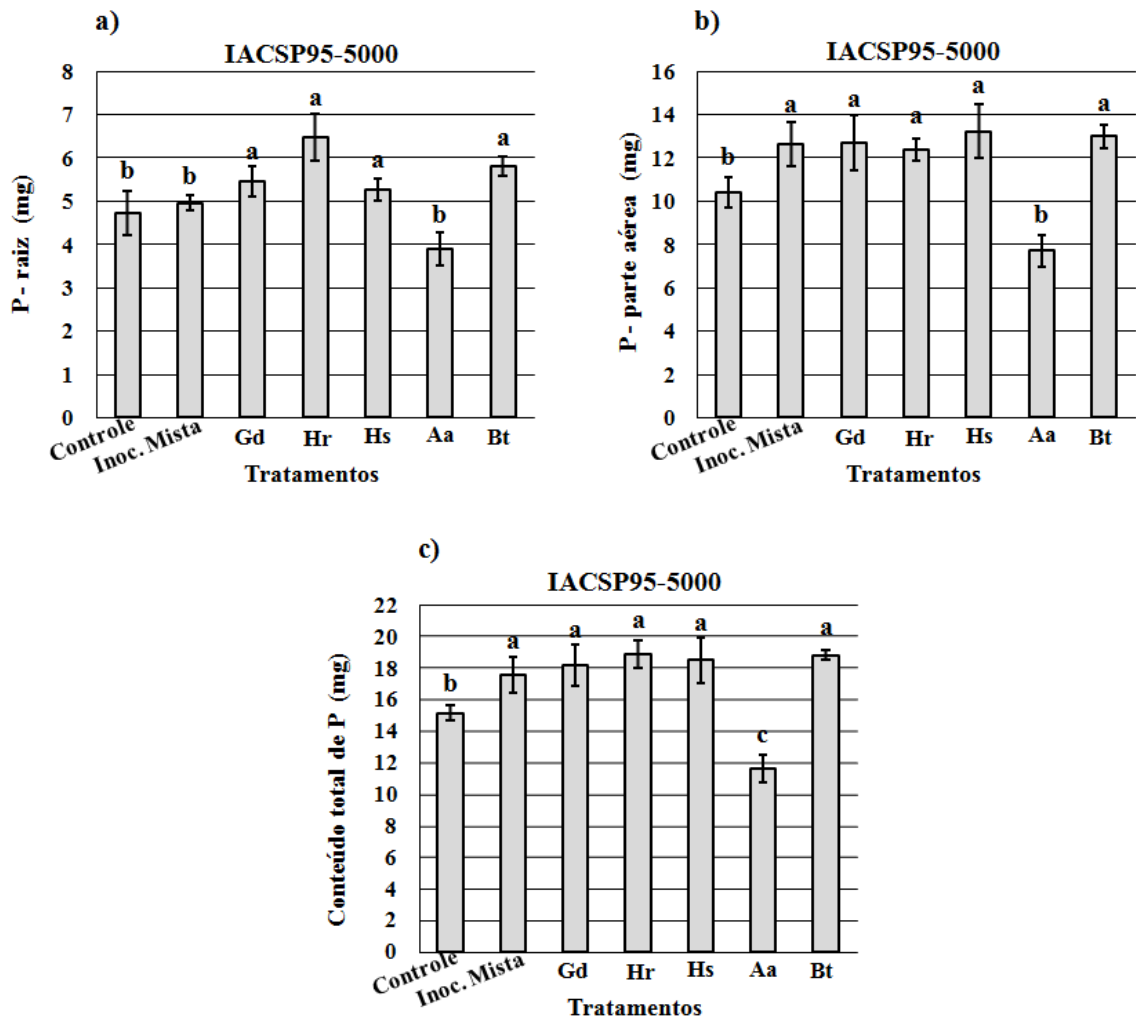 a)
IACSP95-5000
8
7
6
5
4
3
2
1
0
P - raiz (mg)
b
b
a
a
a
b
a
Controle
Inoc. Mista
Gd
Hr
Hs
Aa
Bt
Tratamentos
b)
IACSP95-5000
16
14
12
10
8
6
4
2
0
P - parte aérea (mg)
b
a
a
a
a
b
a
Controle
Inoc. Mista
Gd
Hr
Hs
Aa
Bt
Tratamentos
c)
IACSP95-5000
22
20
18
16
14
12
10
8
6
4
2
0
Conteúdo total de P (mg)
b
a
a
a
a
c
a
Controle
Inoc. Mista
Gd
Hr
Hs
Aa
Bt
Tratamentos